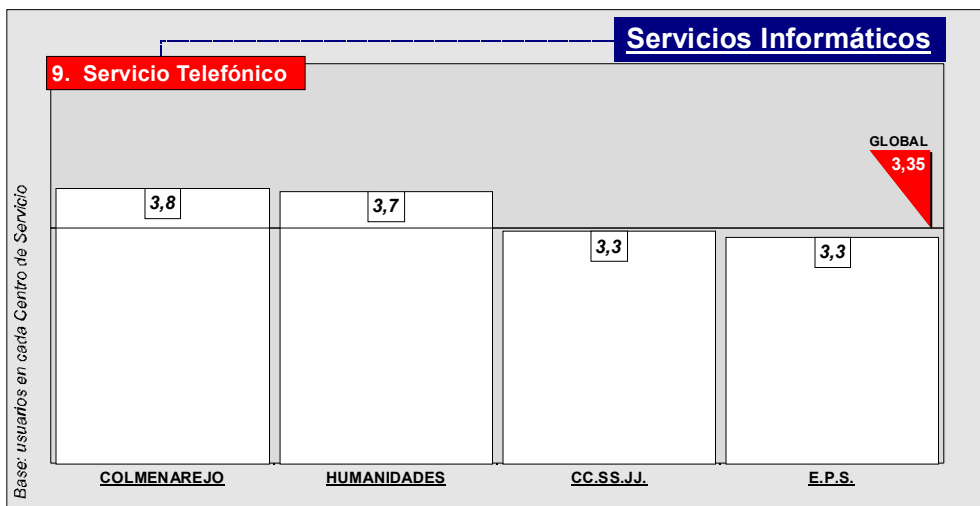 Servicios Informáticos
9. Servicio Telefónico
GLOBAL
3,35
3,8
3,7
3,3
3,3
Base: usuarios en cada Centro de Servicio
COLMENAREJO
HUMANIDADES
CC.SS.JJ.
E.P.S.